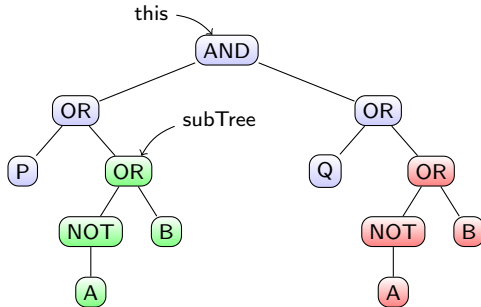 this
AND
OR OR
subTree
P OR Q OR
NOT B NOT B
A A